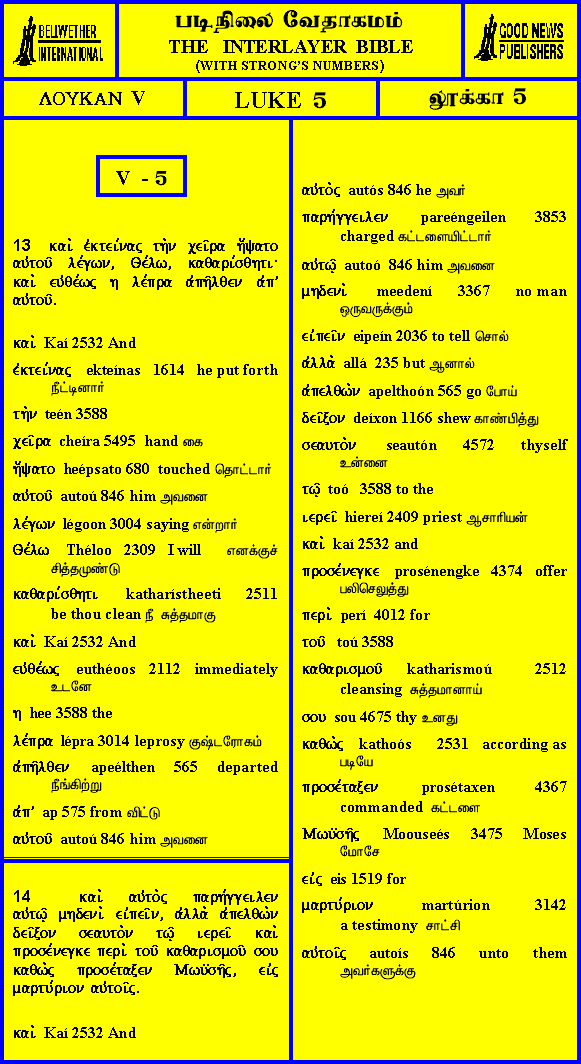 BELLWETHER
INTERNATIONAL
படிநிலை வேதாகமம்
THE INTERLAYER BIBLE
(WITH STRONG'S NUMBERS)
GOOD NEWS
PUBLISHERS
ΛΟΥΚΑΝ V
LUKE 5
லூக்கா 5
V - 5
13 καὶ ἐκτείνας τὴν χεῖρα ἥψατο
αὐτοῦ λέγων, Θέλω, καθαρίσθητι·
καὶ εὐθέως η λέπρα ἀπῆλθεν ἀπ'
αὐτοῦ.
καὶ Kaí 2532 And
ἐκτείνας ekteínas 1614 he put forth
நீட்டினார்
τὴν teén 3588
χεῖρα cheíra 5495 hand கை
ἥψατο heépsato 680 touched தொட்டார்
αὐτοῦ autoú 846 him அவனை
λέγων légoon 3004 saying என்றார்
Θέλω Théloo 2309 I will எனக்குச்
சித்தமுண்டு
καθαρίσθητι katharístheeti 2511
be thou clean நீ சுத்தமாகு
καὶ Kaí 2532 And
εὐθέως euthéoos 2112 immediately
உடனே
η hee 3588 the
λέπρα lépra 3014 leprosy குஷ்டரோகம்
ἀπῆλθεν apeélthen 565 departed
நீங்கிற்று
ἀπ' ap 575 from விட்டு
αὐτοῦ autoú 846 him அவனை
14 καὶ αὐτὸς παρήγγειλεν
αὐτῷ μηδενὶ εἰπεῖν, ἀλλὰ ἀπελθὼν
δεῖξον σεαυτὸν τῷ ιερεῖ καὶ
προσένεγκε περὶ τοῦ καθαρισμοῦ σου
καθὼς προσέταξεν Μωϋσῆς, εἰς
μαρτύριον αὐτοῖς.
καὶ Kaí 2532 And
αὐτὸς autós 846 he அவர்
παρήγγειλεν pareéngeilen 3853
charged கட்டளையிட்டார்
αὐτῷ autoó 846 him அவனை
μηδενὶ meedení 3367 no man
ஒருவருக்கும்
εἰπεῖν eipeín 2036 to tell சொல்
ἀλλὰ allá 235 but ஆனால்
ἀπελθὼν apelthoón 565 go போய்
δεῖξον deíxon 1166 shew காண்பித்து
σεαυτὸν seautón 4572 thyself
உன்னை
τῷ toó 3588 to the
ιερεῖ hiereí 2409 priest ஆசாரியன்
καὶ kaí 2532 and
προσένεγκε prosénengke 4374 offer
பலிசெலுத்து
περὶ perí 4012 for
τοῦ toú 3588
καθαρισμοῦ katharismoú 2512
cleansing சுத்தமானாய்
σου sou 4675 thy உனது
καθὼς kathoós 2531 according as
படியே
προσέταξεν prosétaxen 4367
commanded கட்டளை
Μωϋσῆς Moouseés 3475 Moses
மோசே
εἰς eis 1519 for
μαρτύριον martúrion 3142
a testimony சாட்சி
αὐτοῖς autoís 846 unto them
அவர்களுக்கு